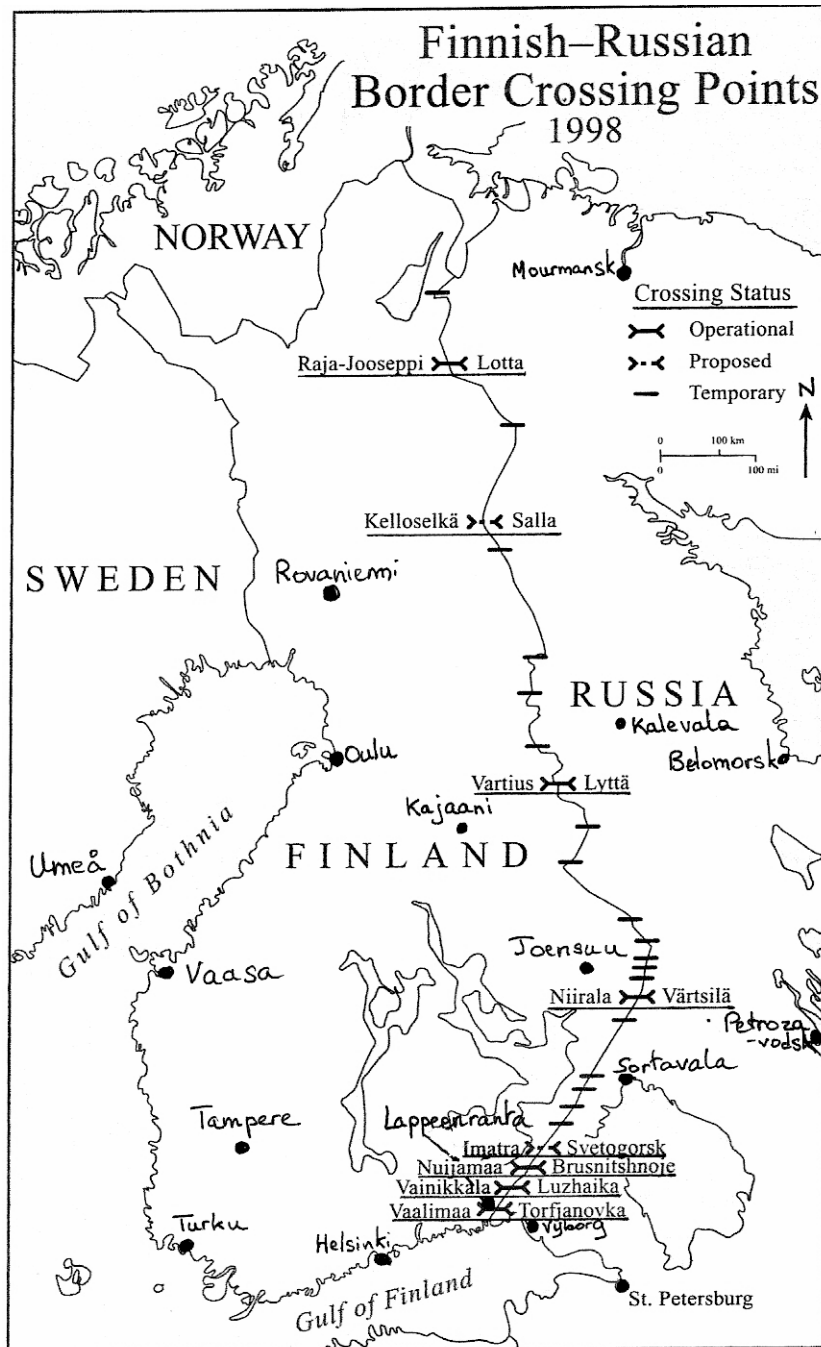 Finnish–Russian
Border Crossing Points
1998
NORWAY
Mourmansk
Crossing Status
Operational
Proposed
Temporary
N
0 100 km
0 100 mi
Raja-Jooseppi Lotta
Kelloselkä Salla
SWEDEN
Rovaniemi
RUSSIA
Kalevala
Oulu
Belomorsk
Vartius Lyttä
Kajaani
FINLAND
Umeå
Gulf of Bothnia
Joensuu
Vaasa
Niirala Värtsilä
Petroza
-vodsk
Sortavala
Lappeenranta
Tampere
Imatra Svetogorsk
Nuijamaa Brusnitshnoje
Vainikkala Luzhaika
Vaalimaa Torfjanovka
Vyborg
Turku
Helsinki
Gulf of Finland
St. Petersburg